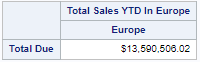 Total Sales YTD In Europe
Europe
Total Due $13,590,506.02